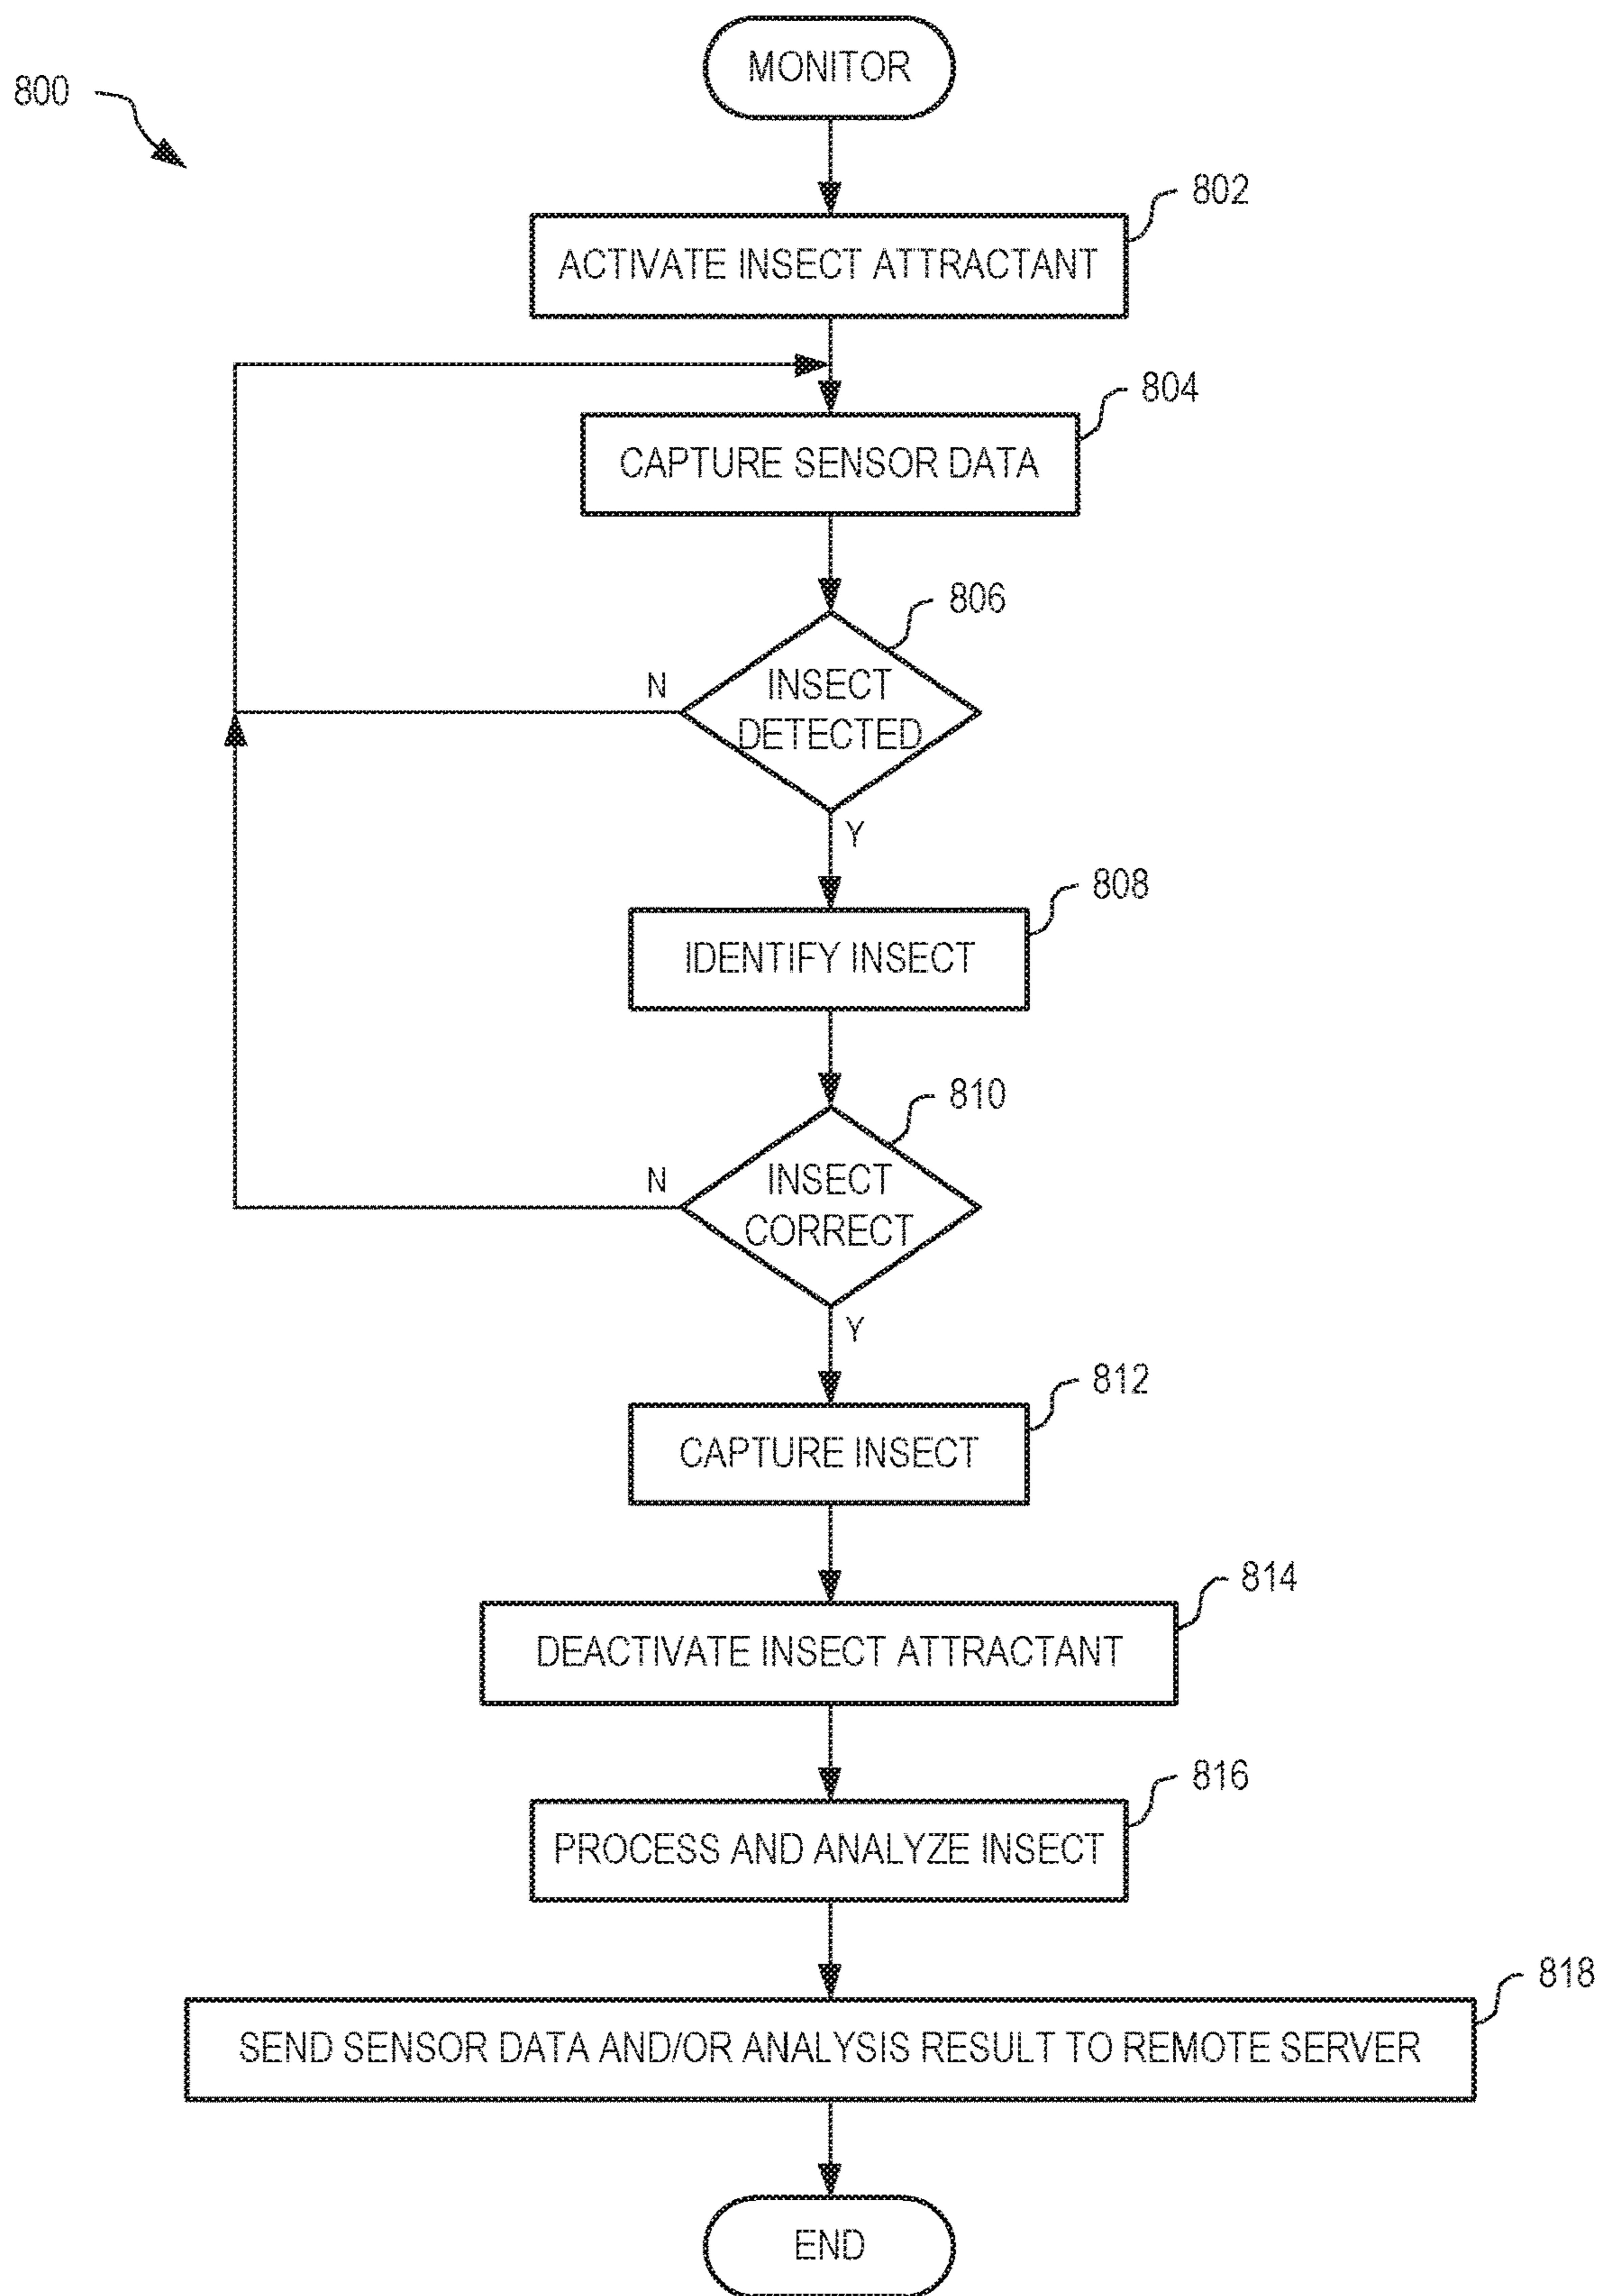 MONITOR
800
802
ACTIVATE INSECT ATTRACTANT
804
CAPTURE SENSOR DATA
806
N
INSECT
DETECTED
Y
808
IDENTIFY INSECT
810
N
INSECT
CORRECT
Y
812
CAPTURE INSECT
814
DEACTIVATE INSECT ATTRACTANT
816
PROCESS AND ANALYZE INSECT
818
SEND SENSOR DATA AND/OR ANALYSIS RESULT TO REMOTE SERVER
END